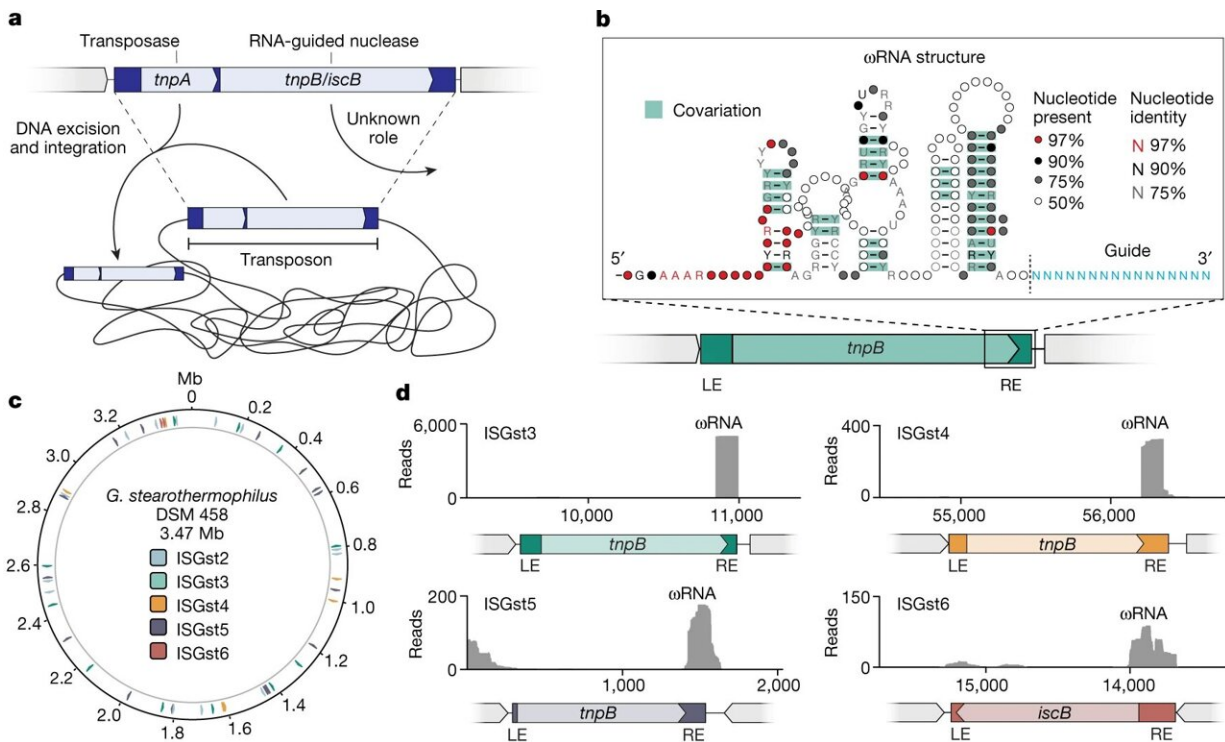 a
Transposase
RNA-guided nuclease
tnpA
tnpB/iscB
DNA excision
and integration
Unknown
role
Transposon
b
ωRNA structure
Covariation
Nucleotide
present
97%
90%
75%
50%
Nucleotide
identity
N 97%
N 90%
N 75%
5′
G
AAAR
AG
ROOO
AOO
Guide
3′
NNNNNNNNNNNNNNNN
tnpB
LE
RE
c
Mb
0
0.2
0.4
0.6
0.8
1.0
1.2
1.4
1.6
1.8
2.0
2.2
2.4
2.6
2.8
3.0
3.2
G. stearothermophilus
DSM 458
3.47 Mb
ISGst2
ISGst3
ISGst4
ISGst5
ISGst6
d
ISGst3
ωRNA
6,000
0
Reads
10,000
11,000
tnpB
LE
RE
ISGst4
ωRNA
400
0
Reads
55,000
56,000
tnpB
LE
RE
ISGst5
ωRNA
200
0
Reads
1,000
2,000
tnpB
LE
RE
ISGst6
ωRNA
150
0
Reads
15,000
14,000
iscB
LE
RE